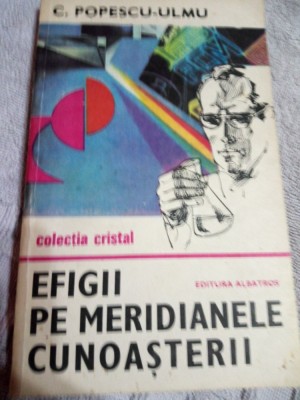 C. POPESCU-ULMU
colecția cristal
EFIGII
EDITURA ALBATROS
PE MERIDIANELE
CUNOAȘTERII